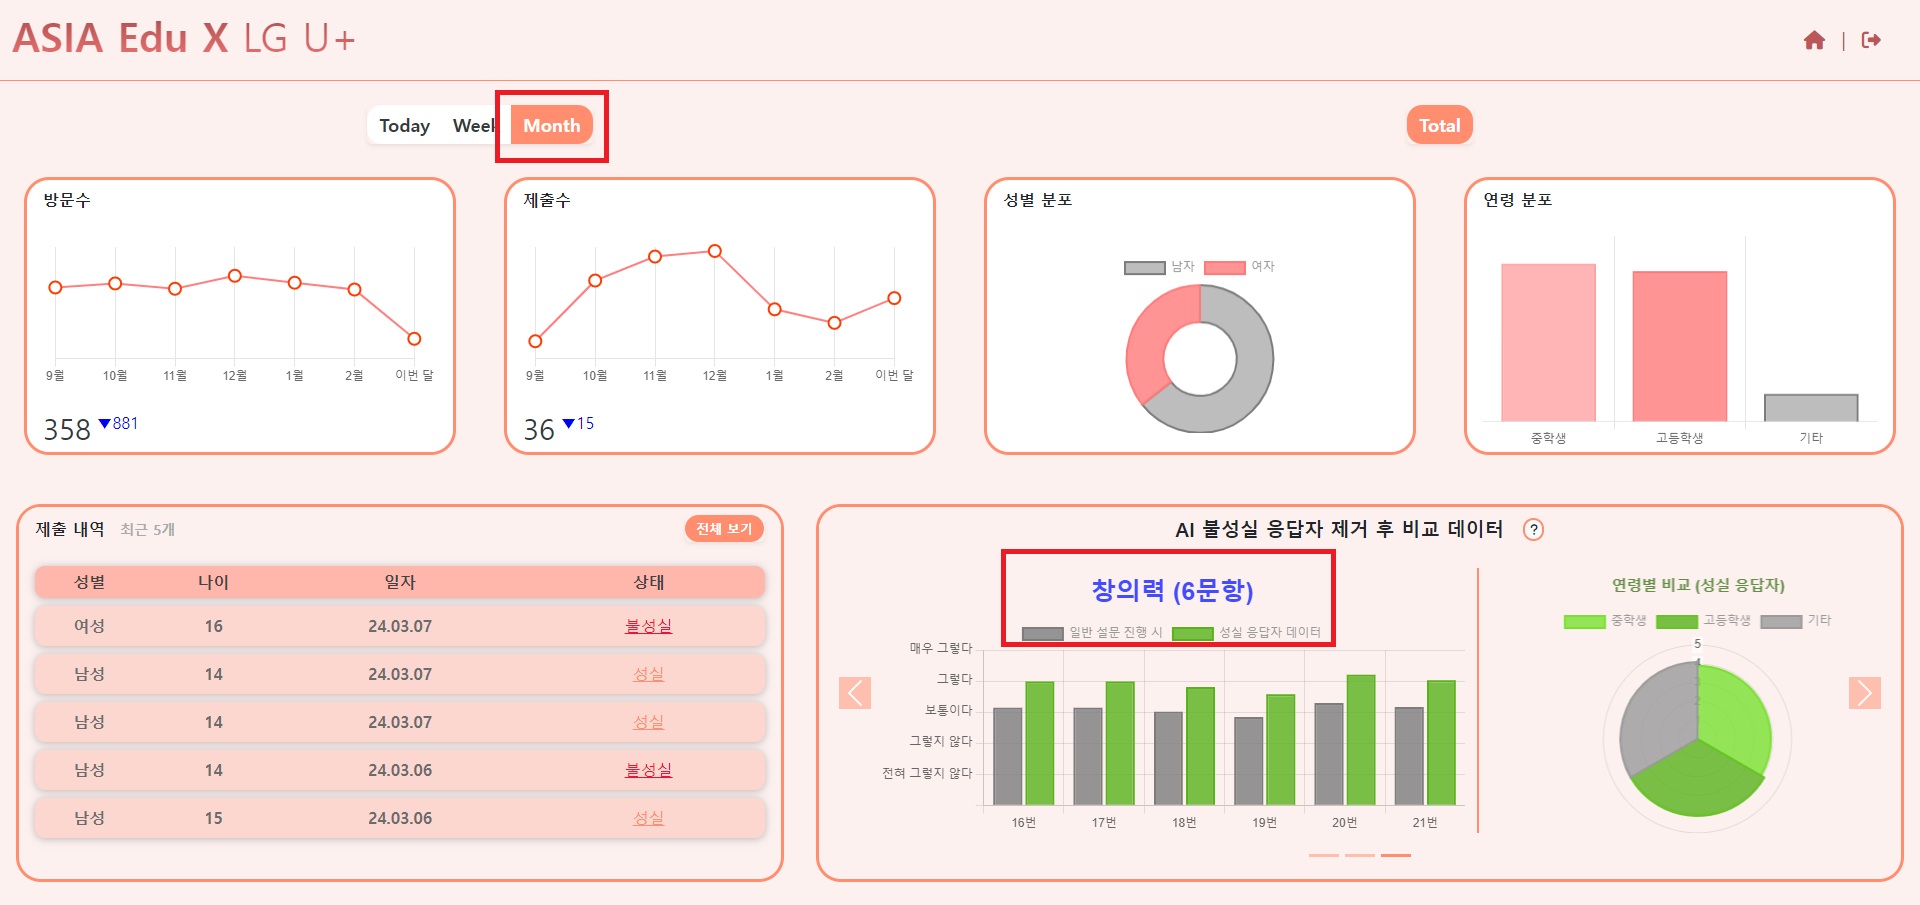 ASIA Edu X LG U+
|
Today Week Month
Total
방문수
9월 10월 11월 12월 1월 2월 이번 달
358 ▼881
제출수
9월 10월 11월 12월 1월 2월 이번 달
36 ▼15
성별 분포
남자 여자
연령 분포
중학생 고등학생 기타
제출 내역 최근 5개 전체 보기
성별 나이 일자 상태
여성 16 24.03.07 불성실
남성 14 24.03.07 성실
남성 14 24.03.07 성실
남성 14 24.03.06 불성실
남성 15 24.03.06 성실
AI 불성실 응답자 제거 후 비교 데이터 ?
창의력 (6문항)
일반 설문 진행 시 성실 응답자 데이터
매우 그렇다
그렇다
보통이다
그렇지 않다
전혀 그렇지 않다
16번 17번 18번 19번 20번 21번
연령별 비교 (성실 응답자)
중학생 고등학생 기타
5
4
3
2